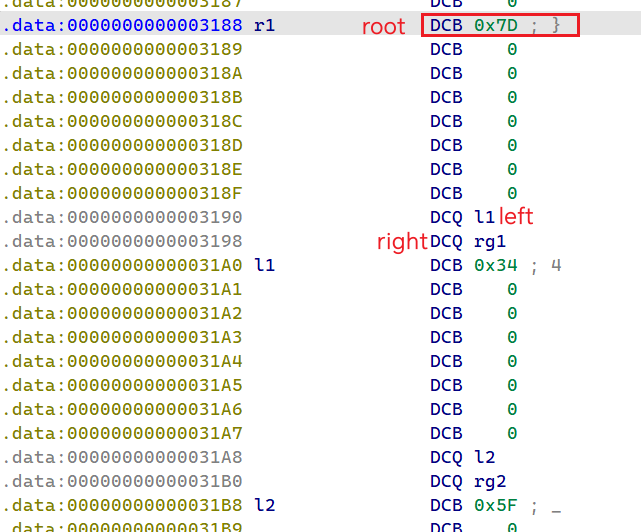 .data:0000000000003187 DCB 0
.data:0000000000003188 r1 root DCB 0x7D ; }
.data:0000000000003189 DCB 0
.data:000000000000318A DCB 0
.data:000000000000318B DCB 0
.data:000000000000318C DCB 0
.data:000000000000318D DCB 0
.data:000000000000318E DCB 0
.data:000000000000318F DCB 0
.data:0000000000003190 DCQ l1 left
.data:0000000000003198 right DCQ rg1
.data:00000000000031A0 l1 DCB 0x34 ; 4
.data:00000000000031A1 DCB 0
.data:00000000000031A2 DCB 0
.data:00000000000031A3 DCB 0
.data:00000000000031A4 DCB 0
.data:00000000000031A5 DCB 0
.data:00000000000031A6 DCB 0
.data:00000000000031A7 DCB 0
.data:00000000000031A8 DCQ l2
.data:00000000000031B0 DCQ rg2
.data:00000000000031B8 l2 DCB 0x5F ; _
.data:00000000000031B9 DCB 0